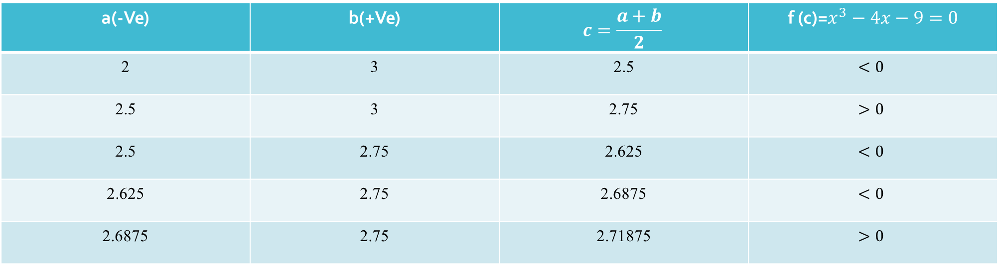 a(-Ve) b(+Ve) c = (a + b)/2 f (c)=x³ − 4x − 9 = 0
2 3 2.5 < 0
2.5 3 2.75 > 0
2.5 2.75 2.625 < 0
2.625 2.75 2.6875 < 0
2.6875 2.75 2.71875 > 0